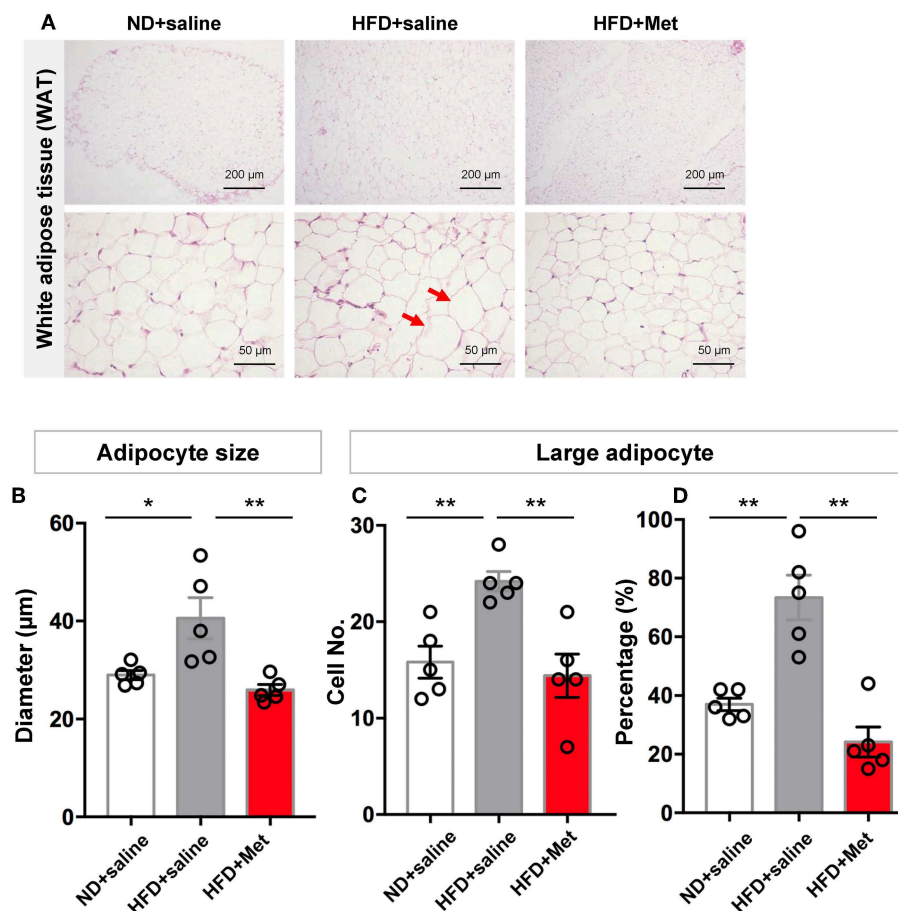 A
ND+saline
HFD+saline
HFD+Met
White adipose tissue (WAT)
200 µm
200 µm
200 µm
50 µm
50 µm
50 µm
Adipocyte size
Large adipocyte
B
*
**
60
40
20
0
Diameter (µm)
ND+saline
HFD+saline
HFD+Met
C
**
**
30
20
10
0
Cell No.
ND+saline
HFD+saline
HFD+Met
D
**
**
100
80
60
40
20
0
Percentage (%)
ND+saline
HFD+saline
HFD+Met